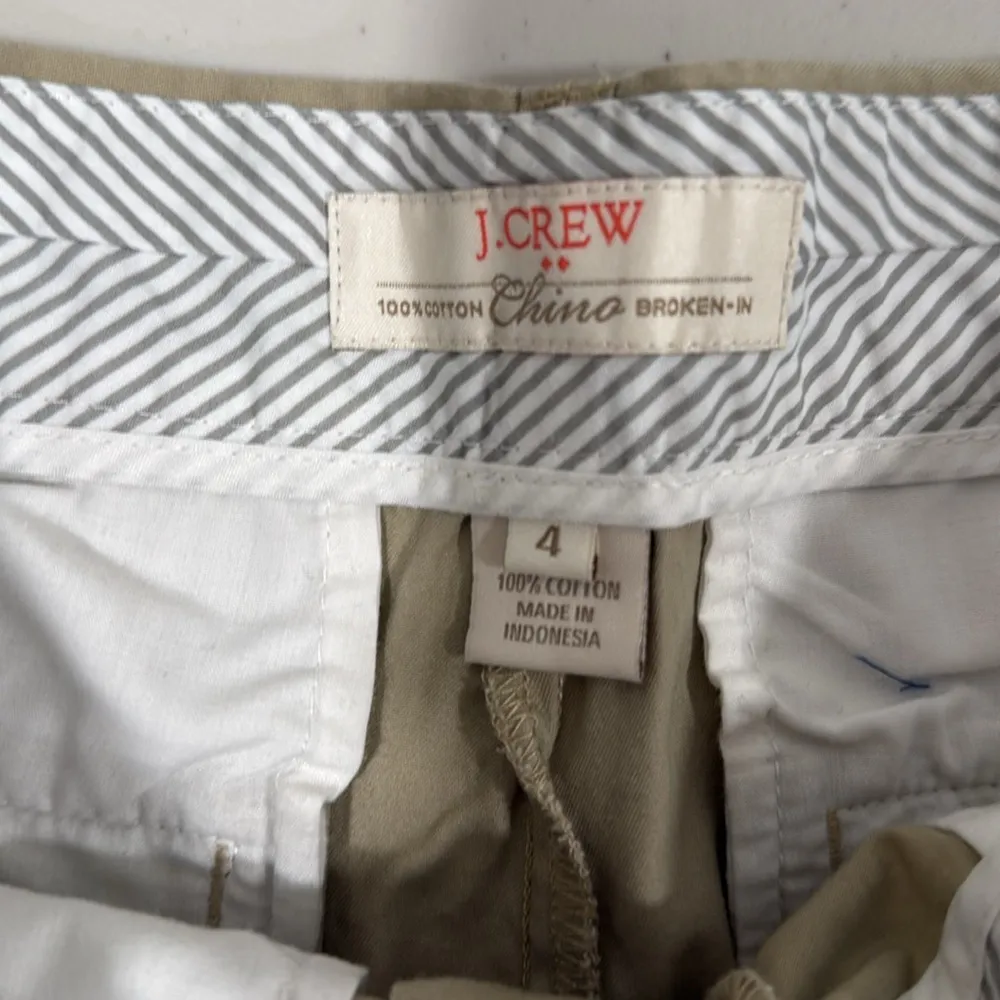 J.CREW
100% COTTON Chino BROKEN-IN
4
100% COTTON
MADE IN
INDONESIA